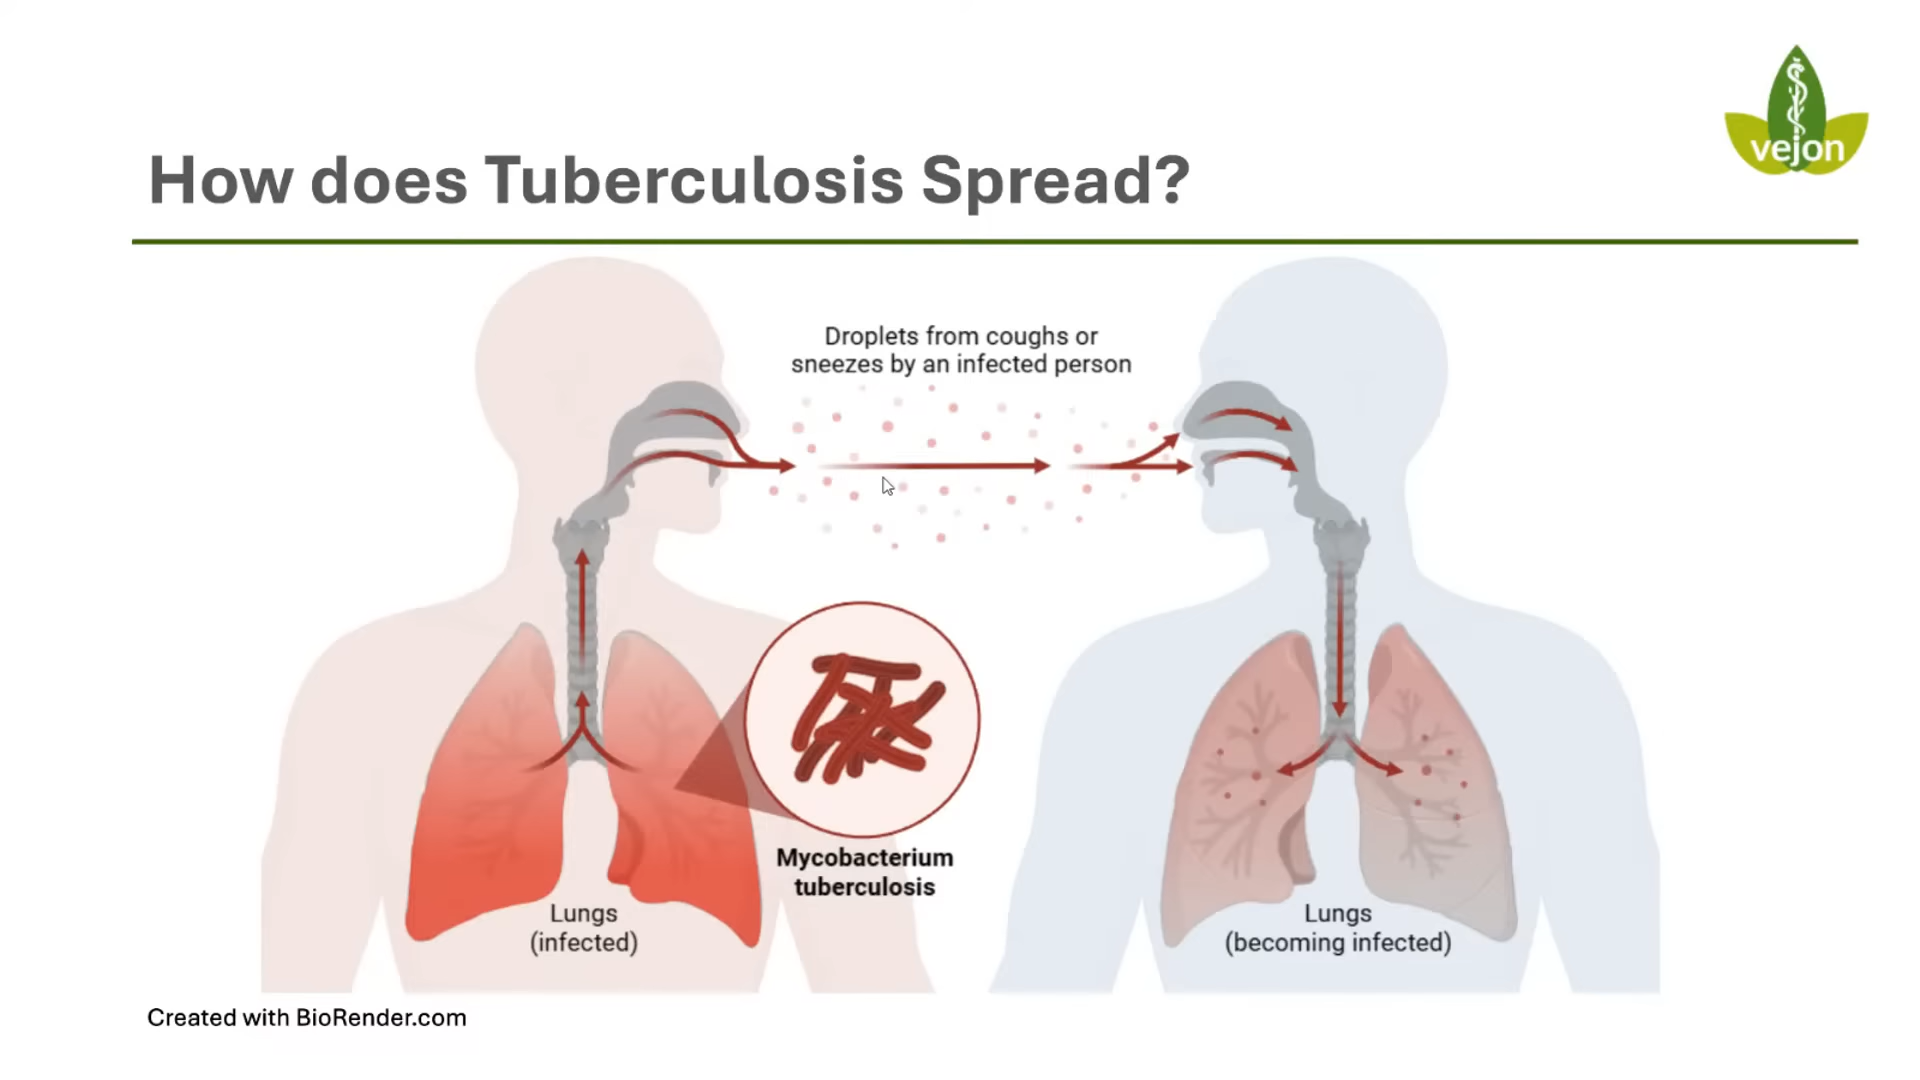 vejon
How does Tuberculosis Spread?
Droplets from coughs or
sneezes by an infected person
Mycobacterium
tuberculosis
Lungs
(infected)
Lungs
(becoming infected)
Created with BioRender.com